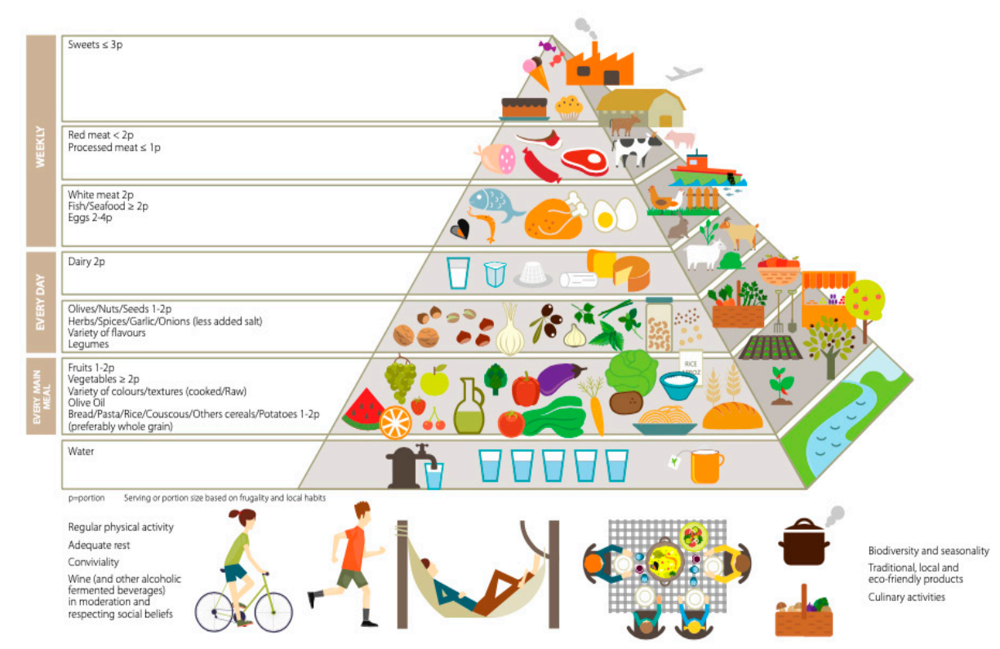 WEEKLY
Sweets ≤ 3p
Red meat < 2p
Processed meat ≤ 1p
White meat 2p
Fish/Seafood ≥ 2p
Eggs 2-4p
EVERY DAY
Dairy 2p
Olives/Nuts/Seeds 1-2p
Herbs/Spices/Garlic/Onions (less added salt)
Variety of flavours
Legumes
EVERY MAIN
MEAL
Fruits 1-2p
Vegetables ≥ 2p
Variety of colours/textures (cooked/Raw)
Olive Oil
Bread/Pasta/Rice/Couscous/Others cereals/Potatoes 1-2p
(preferably whole grain)
RICE
Water
p=portion Serving or portion size based on frugality and local habits
Regular physical activity
Adequate rest
Conviviality
Wine (and other alcoholic
fermented beverages)
in moderation and
respecting social beliefs
Biodiversity and seasonality
Traditional, local and
eco-friendly products
Culinary activities